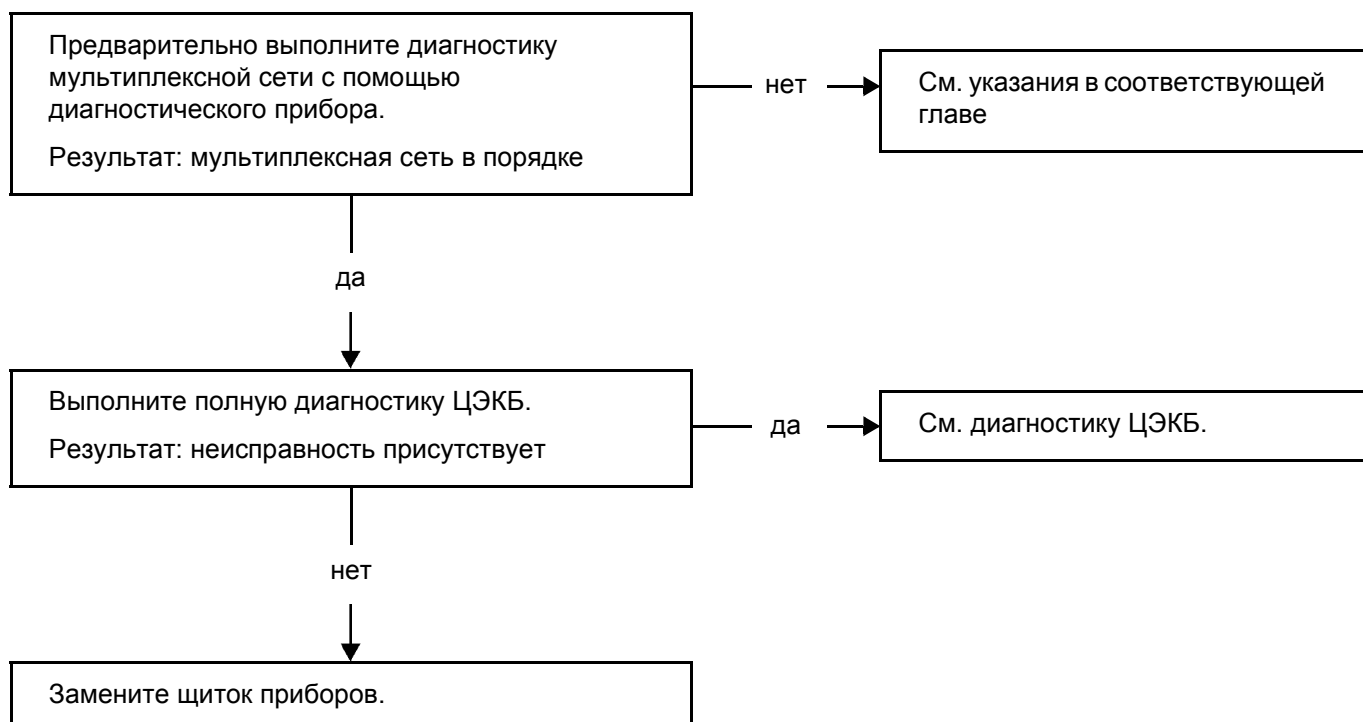 Предварительно выполните диагностику
мультиплексной сети с помощью
диагностического прибора.
Результат: мультиплексная сеть в порядке
нет
См. указания в соответствующей
главе
да
Выполните полную диагностику ЦЭКБ.
Результат: неисправность присутствует
да
См. диагностику ЦЭКБ.
нет
Замените щиток приборов.